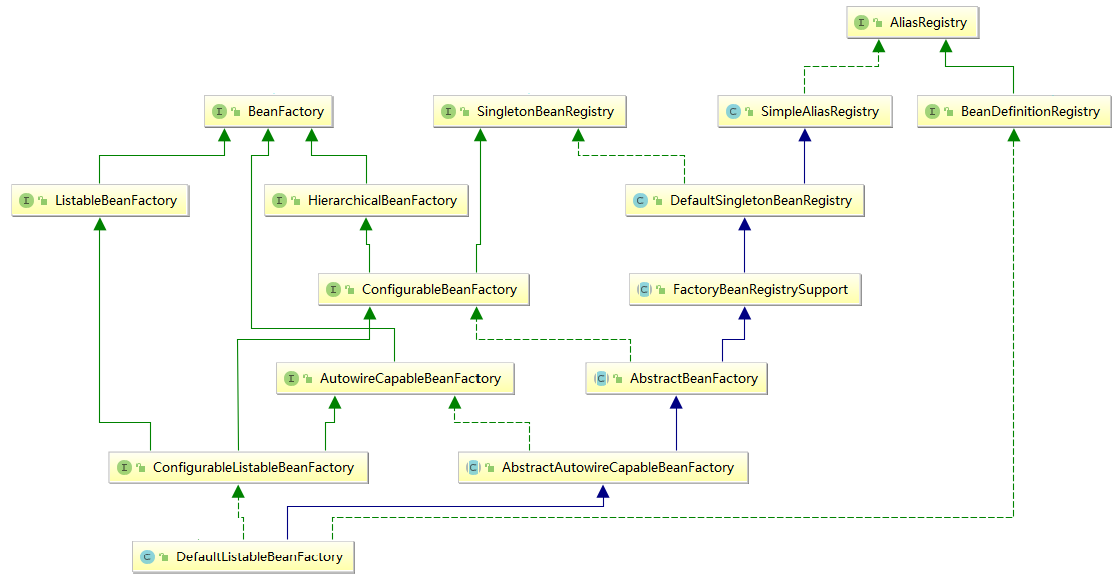 AliasRegistry
BeanFactory
SingletonBeanRegistry
SimpleAliasRegistry
BeanDefinitionRegistry
ListableBeanFactory
HierarchicalBeanFactory
DefaultSingletonBeanRegistry
ConfigurableBeanFactory
FactoryBeanRegistrySupport
AutowireCapableBeanFactory
AbstractBeanFactory
ConfigurableListableBeanFactory
AbstractAutowireCapableBeanFactory
DefaultListableBeanFactory